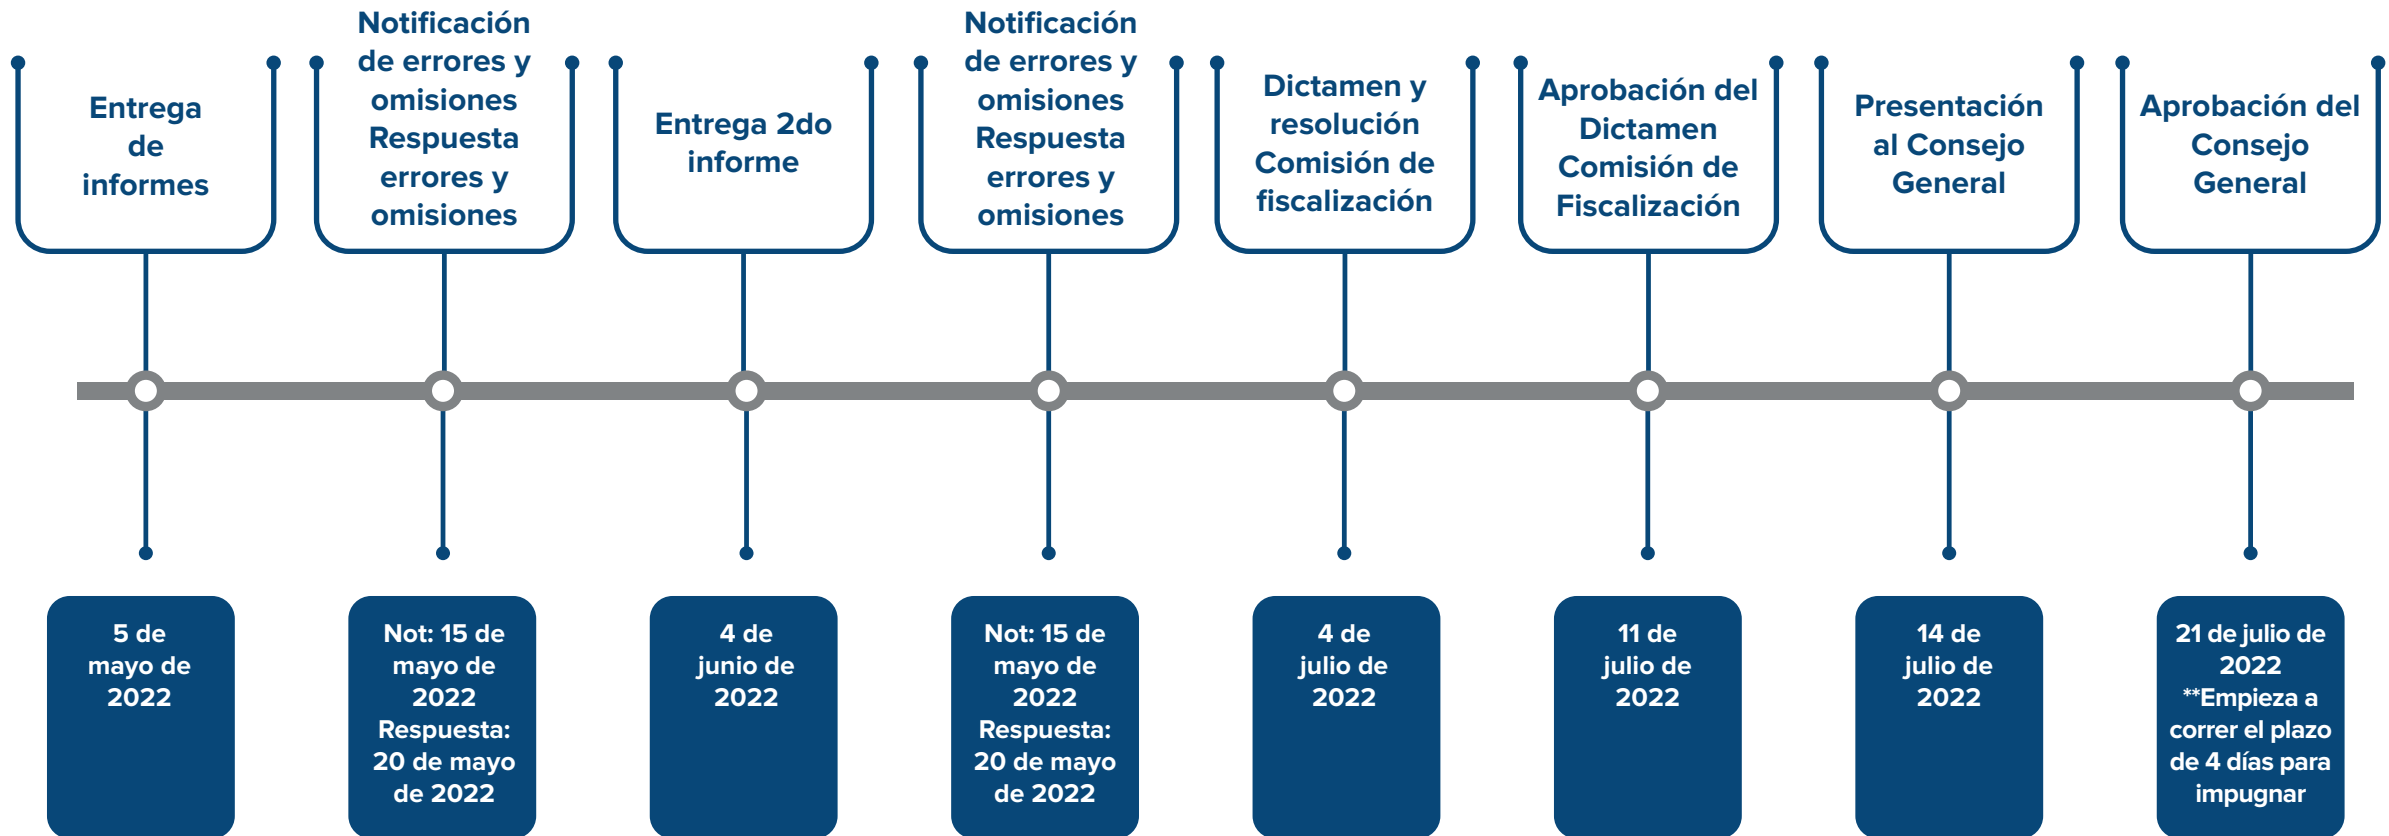 Entrega
de
informes
Notificación
de errores y
omisiones
Respuesta
errores y
omisiones
Entrega 2do
informe
Notificación
de errores y
omisiones
Respuesta
errores y
omisiones
Dictamen y
resolución
Comisión de
fiscalización
Aprobación del
Dictamen
Comisión de
Fiscalización
Presentación
al Consejo
General
Aprobación del
Consejo
General
5 de
mayo de
2022
Not: 15 de
mayo de
2022
Respuesta:
20 de mayo
de 2022
4 de
junio de
2022
Not: 15 de
mayo de
2022
Respuesta:
20 de mayo
de 2022
4 de
julio de
2022
11 de
julio de
2022
14 de
julio de
2022
21 de julio de
2022
**Empieza a
correr el plazo
de 4 días para
impugnar